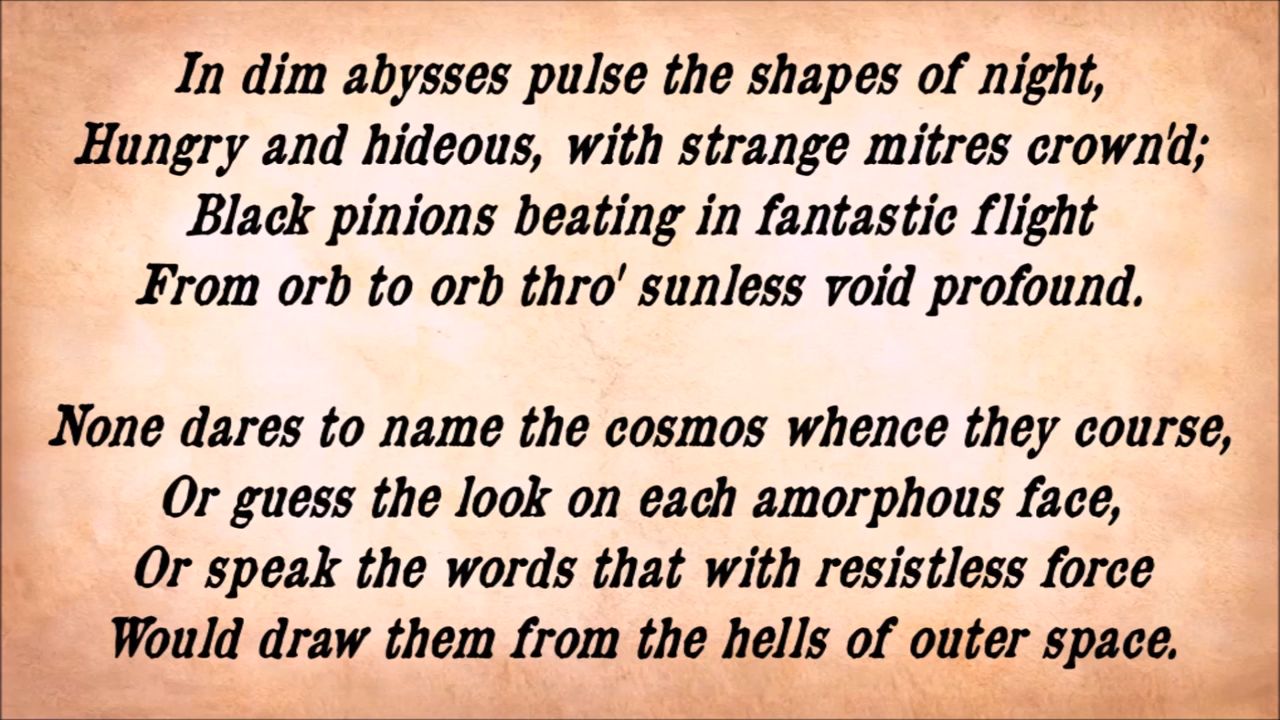 In dim abysses pulse the shapes of night,
Hungry and hideous, with strange mitres crown'd;
Black pinions beating in fantastic flight
From orb to orb thro' sunless void profound.
None dares to name the cosmos whence they course,
Or guess the look on each amorphous face,
Or speak the words that with resistless force
Would draw them from the hells of outer space.